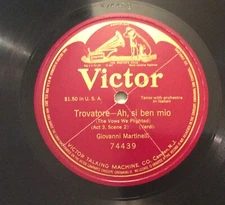 Victor
$1.50 in U.S.A.
Tenor with orchestra
in Italian
Trovatore—Ah, si ben mio
(The Vows We Plighted)
(Act 3, Scene 2) (Verdi)
Giovanni Martinelli
74439
VICTOR TALKING MACHINE CO. Camden, N.J.